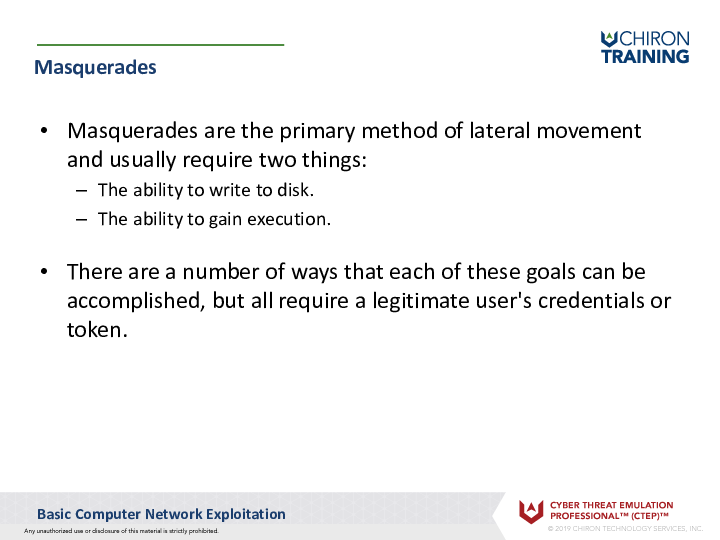 CHIRON
TRAINING
Masquerades
• Masquerades are the primary method of lateral movement
and usually require two things:
– The ability to write to disk.
– The ability to gain execution.
• There are a number of ways that each of these goals can be
accomplished, but all require a legitimate user's credentials or
token.
Basic Computer Network Exploitation
Any unauthorized use or disclosure of this material is strictly prohibited.
CYBER THREAT EMULATION
PROFESSIONAL™ (CTEP)™
© 2019 CHIRON TECHNOLOGY SERVICES, INC.